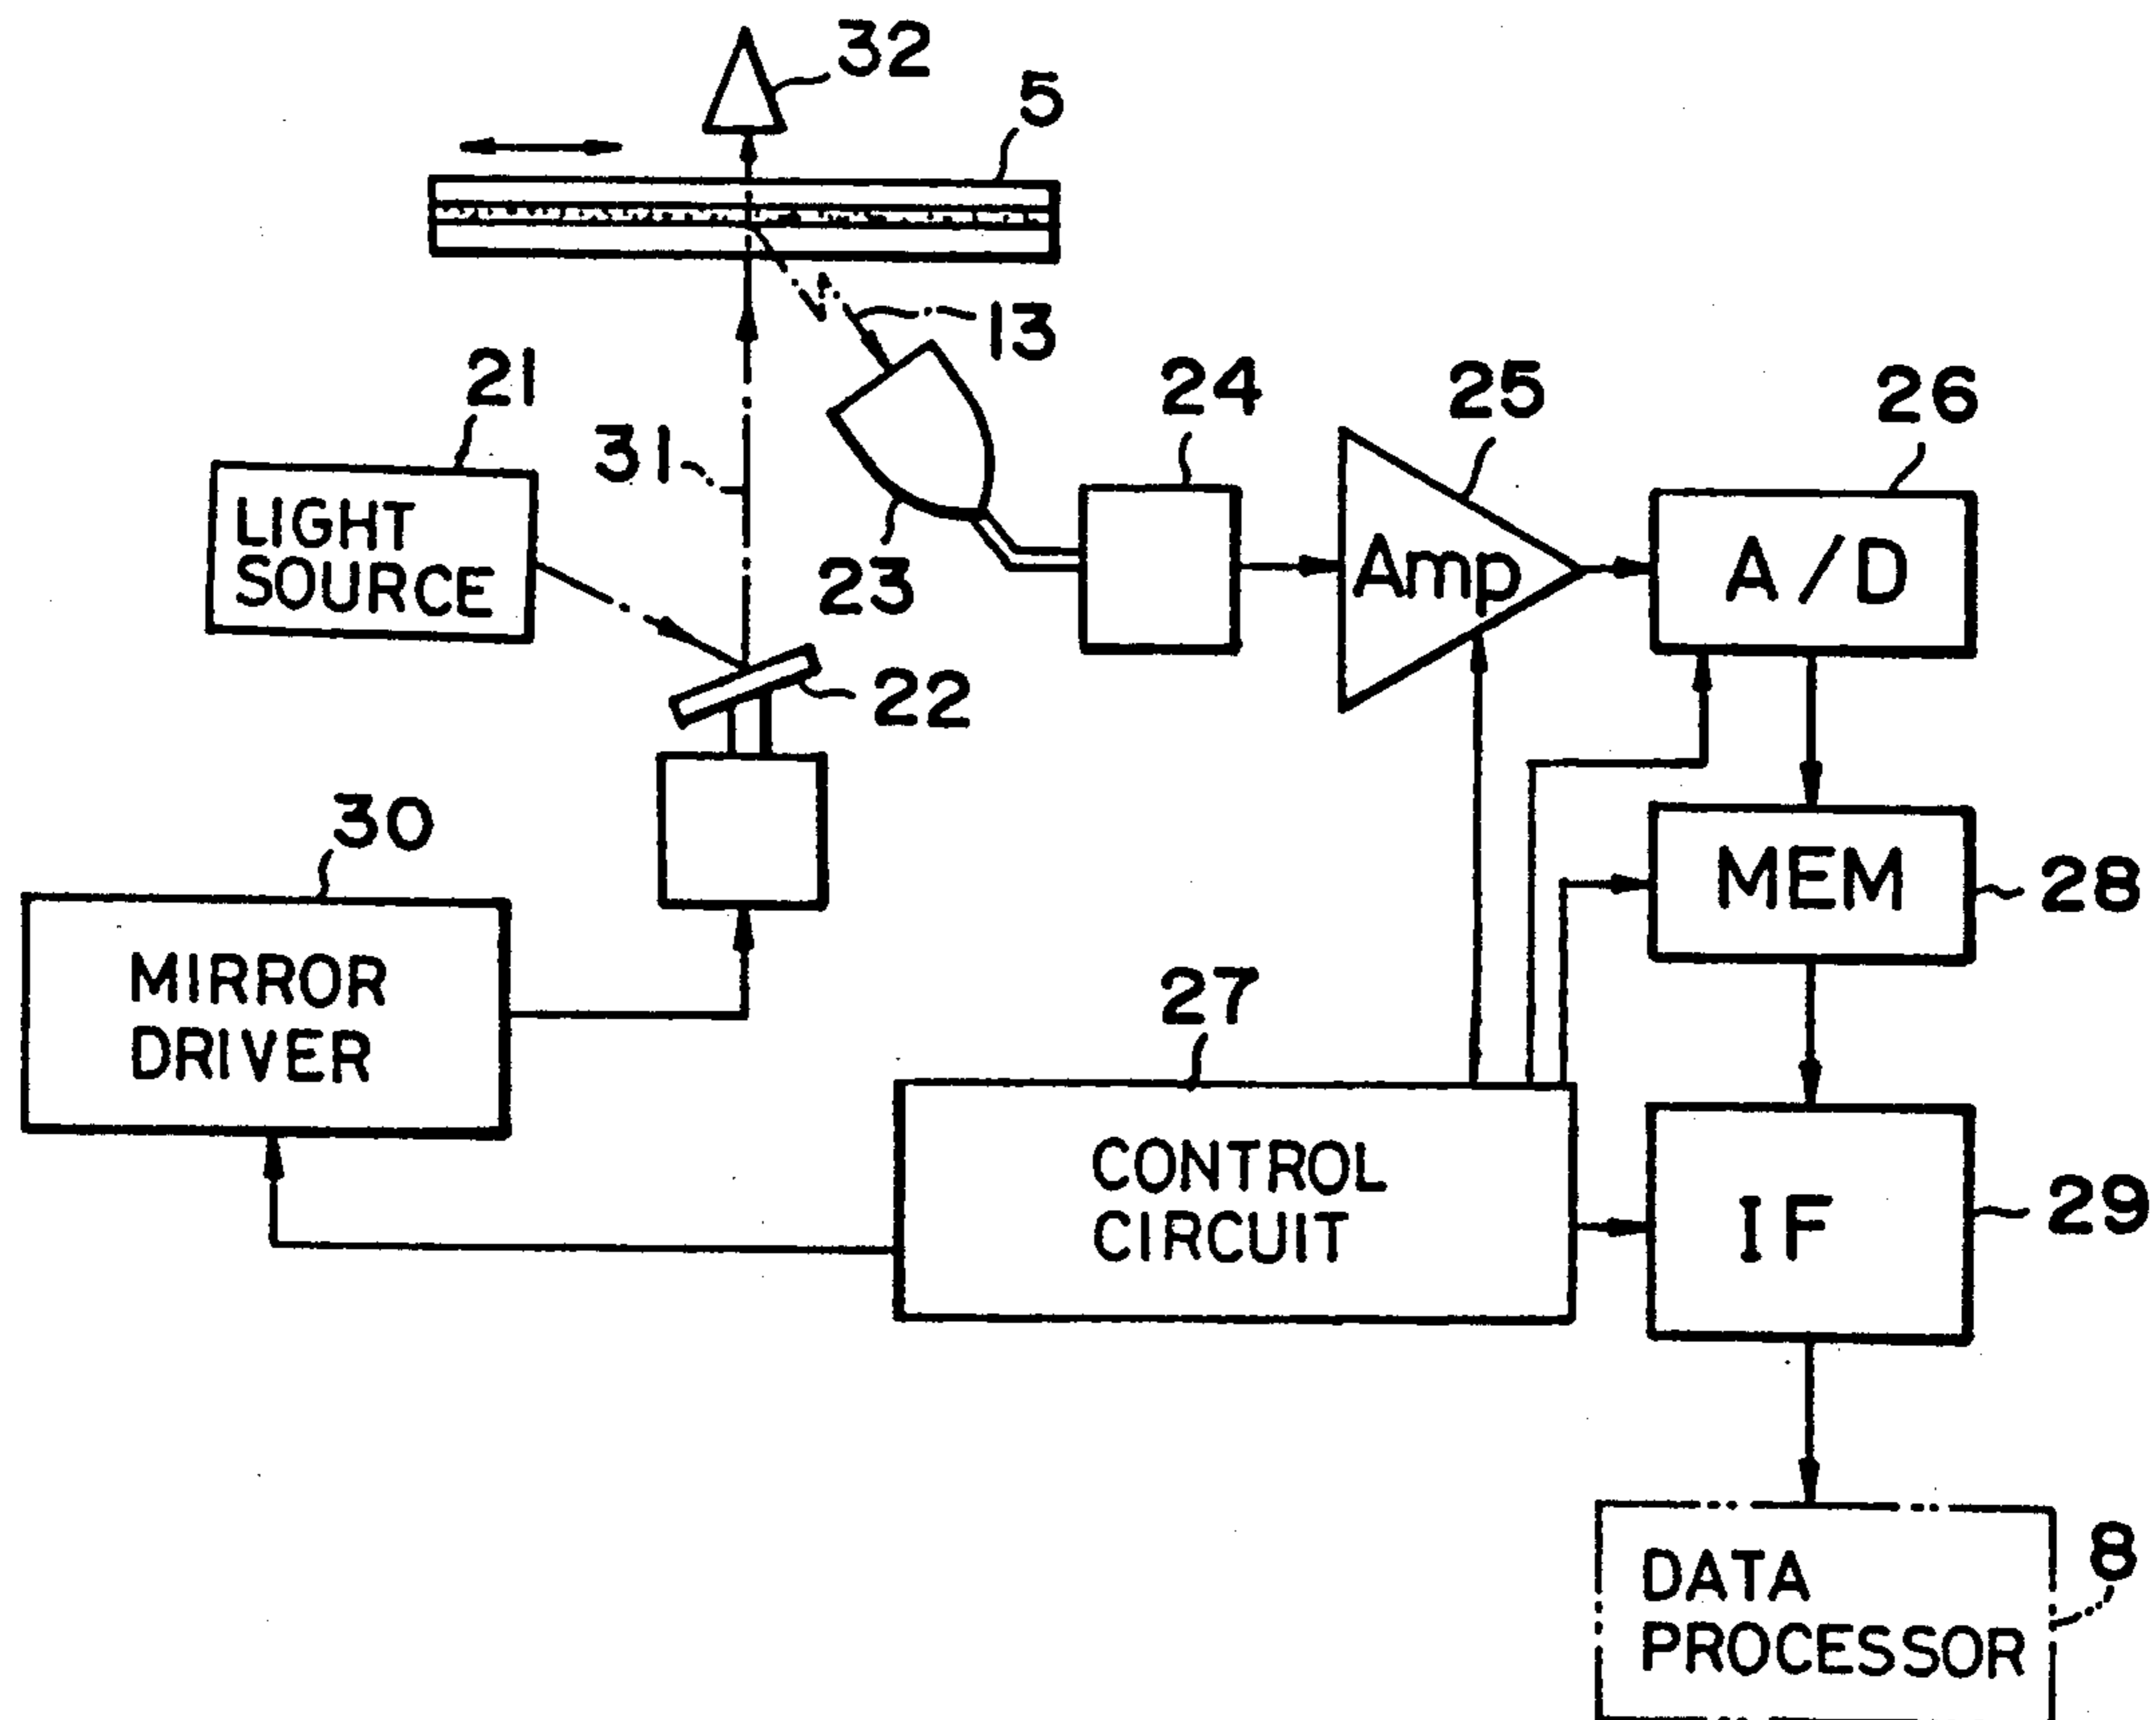 32
5
13
21
LIGHT
SOURCE
31
23
24
25
Amp
26
A/D
22
30
MIRROR
DRIVER
MEM
28
27
CONTROL
CIRCUIT
IF
29
DATA
PROCESSOR
8